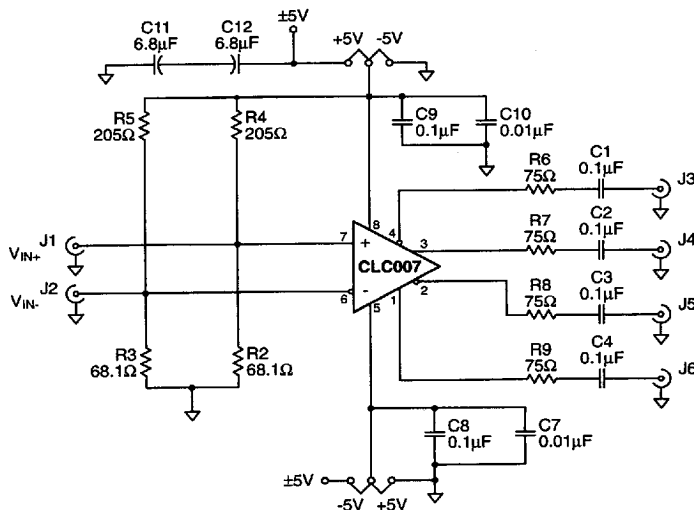 C11
6.8µF
C12
6.8µF
±5V
+5V
-5V
R5
205Ω
R4
205Ω
C9
0.1µF
C10
0.01µF
R6
75Ω
C1
0.1µF
J3
R7
75Ω
C2
0.1µF
J4
J1
VIN+
J2
VIN-
7
+
8
4
3
CLC007
6
-
5
1
2
R8
75Ω
C3
0.1µF
J5
R9
75Ω
C4
0.1µF
J6
R3
68.1Ω
R2
68.1Ω
C8
0.1µF
C7
0.01µF
±5V
-5V
+5V